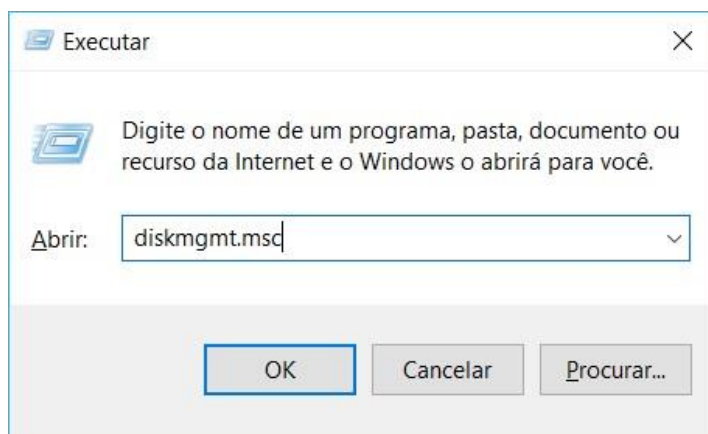 Executar
Digite o nome de um programa, pasta, documento ou
recurso da Internet e o Windows o abrirá para você.
Abrir: diskmgmt.msc
OK Cancelar Procurar...